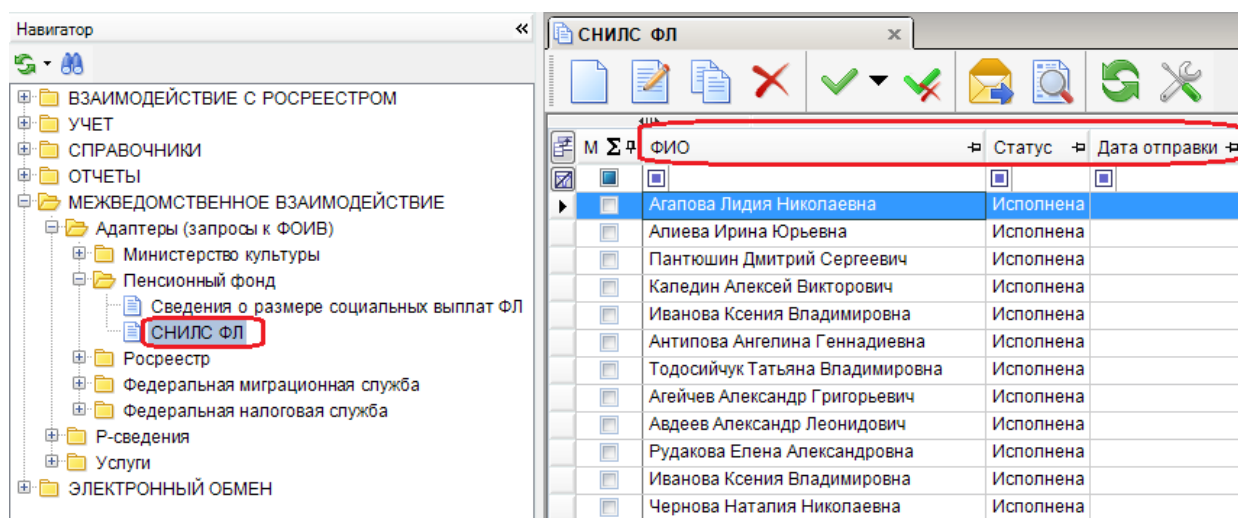 Навигатор «
ВЗАИМОДЕЙСТВИЕ С РОСРЕЕСТРОМ
УЧЕТ
СПРАВОЧНИКИ
ОТЧЕТЫ
МЕЖВЕДОМСТВЕННОЕ ВЗАИМОДЕЙСТВИЕ
Адаптеры (запросы к ФОИВ)
Министерство культуры
Пенсионный фонд
Сведения о размере социальных выплат ФЛ
СНИЛС ФЛ
Росреестр
Федеральная миграционная служба
Федеральная налоговая служба
Р-сведения
Услуги
ЭЛЕКТРОННЫЙ ОБМЕН
СНИЛС ФЛ
М Σ ФИО Статус Дата отправки
Агапова Лидия Николаевна Исполнена
Алиева Ирина Юрьевна Исполнена
Пантюшин Дмитрий Сергеевич Исполнена
Каледин Алексей Викторович Исполнена
Иванова Ксения Владимировна Исполнена
Антипова Ангелина Геннадиевна Исполнена
Тодосийчук Татьяна Владимировна Исполнена
Агейчев Александр Григорьевич Исполнена
Авдеев Александр Леонидович Исполнена
Рудакова Елена Александровна Исполнена
Иванова Ксения Владимировна Исполнена
Чернова Наталия Николаевна Исполнена